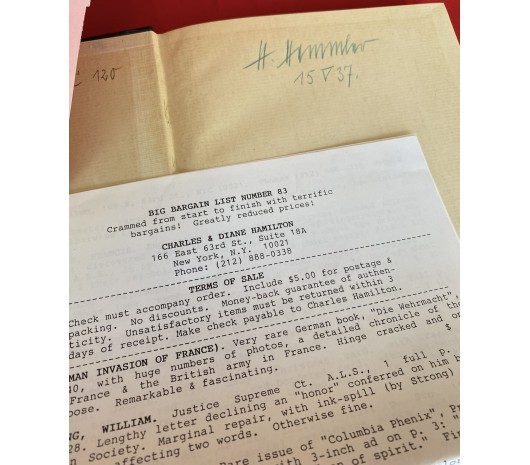 120
H. Himmler
15 V 37.
BIG BARGAIN LIST NUMBER 83
Crammed from start to finish with terrific
bargains! Greatly reduced prices!
CHARLES & DIANE HAMILTON
166 East 63rd St., Suite 18A
New York, N.Y. 10021
Phone: (212) 888-0338
TERMS OF SALE
Check must accompany order. Include $5.00 for postage &
packing. No discounts. Money-back guarantee of authen-
ticity. Unsatisfactory items must be returned within 3
days of receipt. Make check payable to Charles Hamilton.
MAN INVASION OF FRANCE). Very rare German book, "die Wehrmacht",
40, with huge numbers of photos, a detailed chronicle of the
France & the British army in France. Hinge cracked and
pose. Remarkable & fascinating. $
NG, WILLIAM. Justice Supreme Ct. A.L.S., 1 full p.
28. Lengthy letter declining an "honor" conferred on him b
n Society. Marginal repair, with ink-spill (by Strong)
affecting two words. Otherwise fine.
are issue of "Columbia Phenix", P
with 3-inch ad on p. 3: "
of spirit." Fi